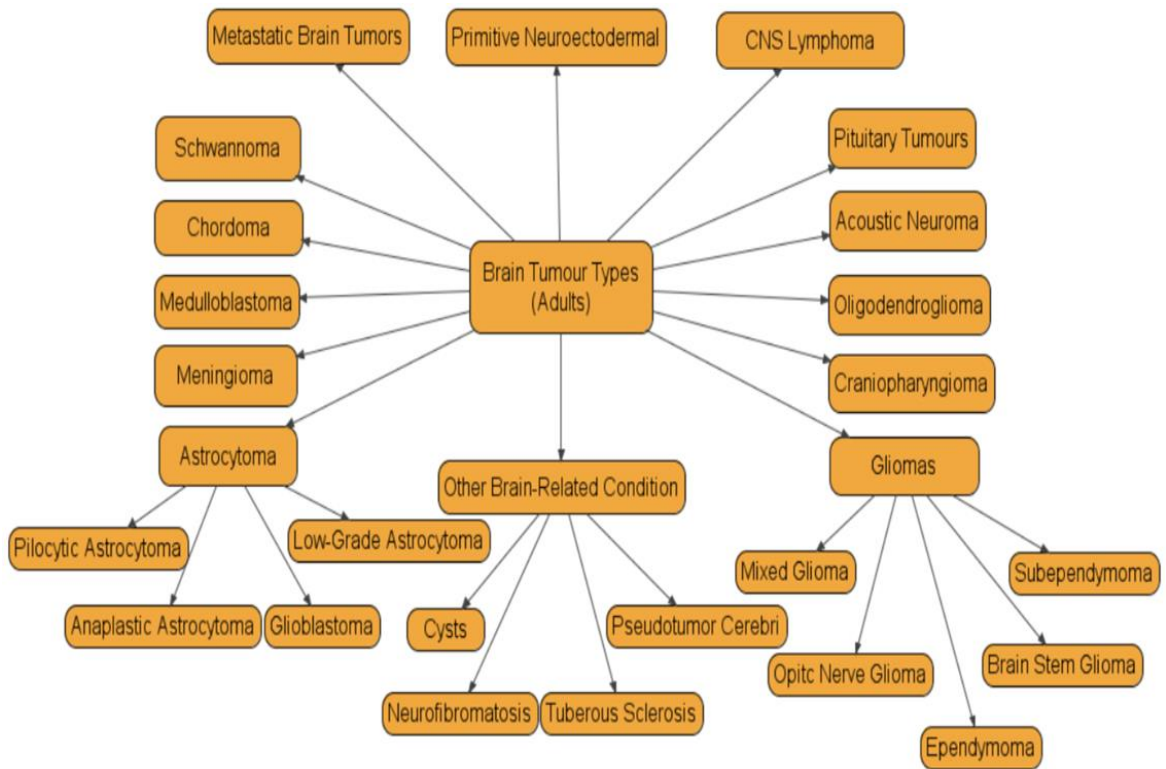 Metastatic Brain Tumors
Primitive Neuroectodermal
CNS Lymphoma
Schwannoma
Pituitary Tumours
Chordoma
Acoustic Neuroma
Brain Tumour Types
(Adults)
Medulloblastoma
Oligodendroglioma
Meningioma
Craniopharyngioma
Astrocytoma
Other Brain-Related Condition
Gliomas
Pilocytic Astrocytoma
Low-Grade Astrocytoma
Anaplastic Astrocytoma
Glioblastoma
Cysts
Pseudotumor Cerebri
Neurofibromatosis
Tuberous Sclerosis
Mixed Glioma
Subependymoma
Opitc Nerve Glioma
Brain Stem Glioma
Ependymoma